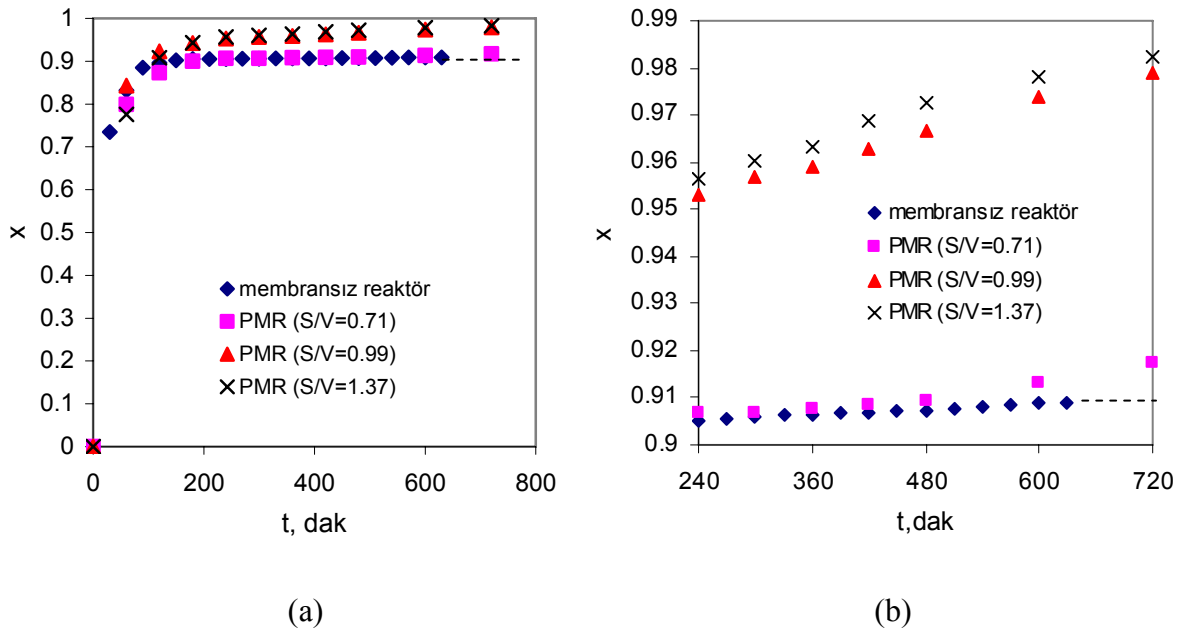 1
0.9
0.8
0.7
0.6
0.5
0.4
0.3
0.2
0.1
0
x
membransız reaktör
PMR (S/V=0.71)
PMR (S/V=0.99)
PMR (S/V=1.37)
0 200 400 600 800
t, dak
(a)
0.99
0.98
0.97
0.96
0.95
0.94
0.93
0.92
0.91
0.9
x
membransız reaktör
PMR (S/V=0.71)
PMR (S/V=0.99)
PMR (S/V=1.37)
240 360 480 600 720
t,dak
(b)